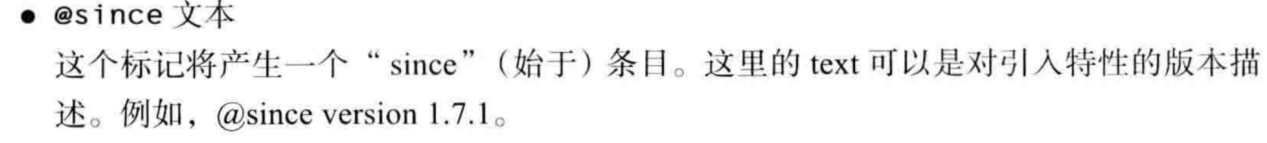 ● @since 文本
这个标记将产生一个“since”（始于）条目。这里的 text 可以是对引入特性的版本描
述。例如，@since version 1.7.1。